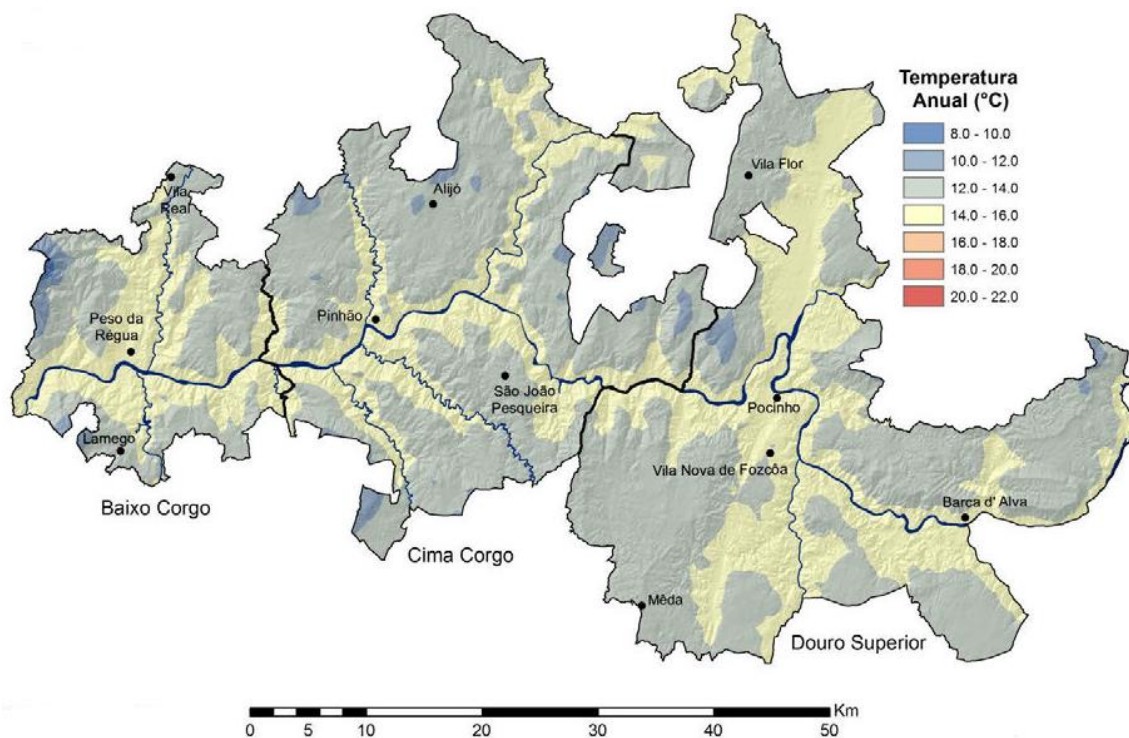 Temperatura
Anual (°C)
8.0 - 10.0
10.0 - 12.0
12.0 - 14.0
14.0 - 16.0
16.0 - 18.0
18.0 - 20.0
20.0 - 22.0
Vila Flor
Vila
Real
Alijó
Peso da
Régua
Pinhão
São João
Pesqueira
Pocinho
Lamego
Vila Nova de Fozcôa
Baixo Corgo
Barca d' Alva
Cima Corgo
Mêda
Douro Superior
Km
0 5 10 20 30 40 50